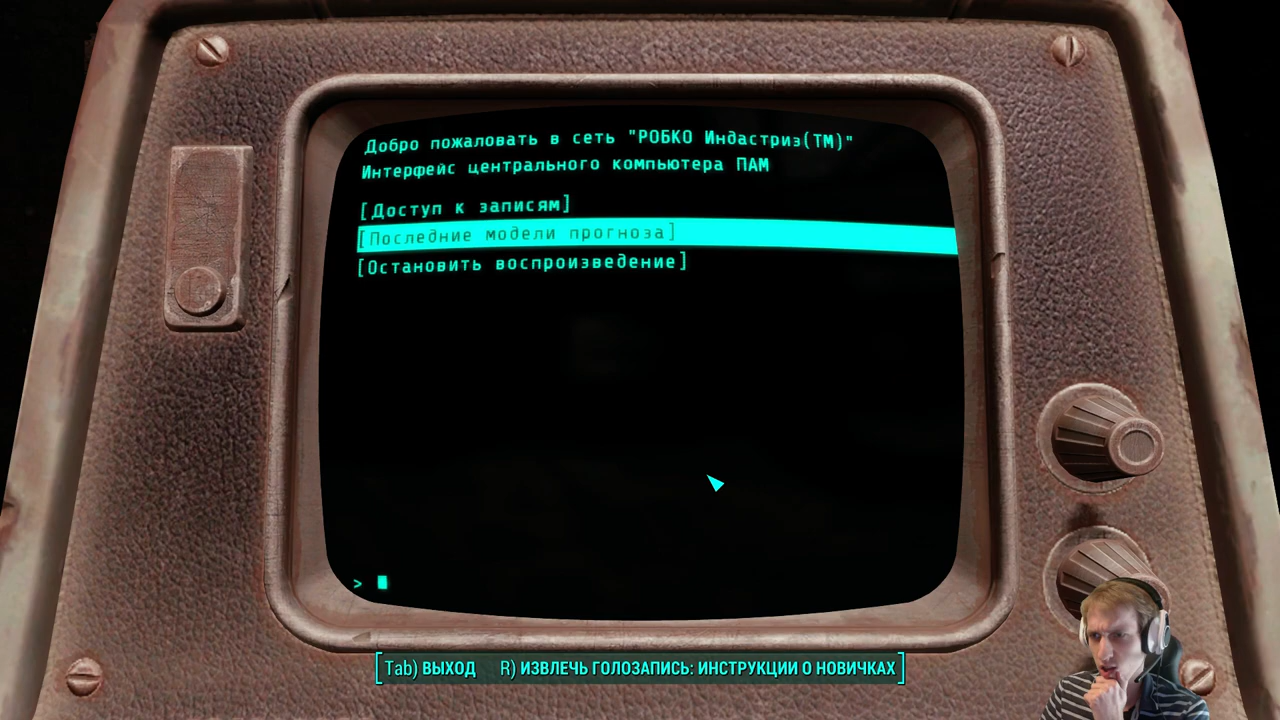 Добро пожаловать в сеть "РОБКО Индастриз(ТМ)"
Интерфейс центрального компьютера ПАМ
[Доступ к записям]
[Последние модели прогноза]
[Остановить воспроизведение]
>
Tab) ВЫХОД R) ИЗВЛЕЧЬ ГОЛОЗАПИСЬ: ИНСТРУКЦИИ О НОВИЧКАХ